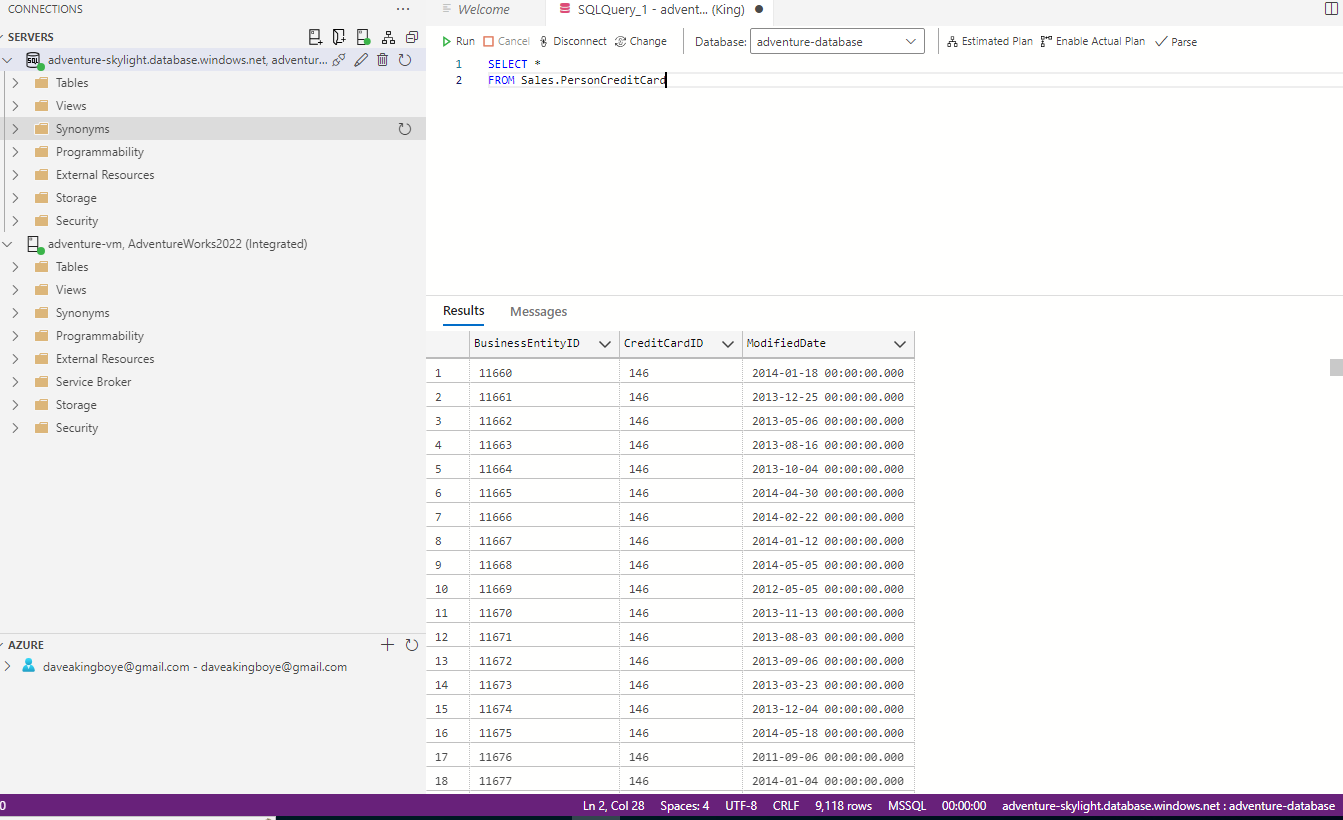 CONNECTIONS
SERVERS
adventure-skylight.database.windows.net, adventur...
Tables
Views
Synonyms
Programmability
External Resources
Storage
Security
adventure-vm, AdventureWorks2022 (Integrated)
Tables
Views
Synonyms
Programmability
External Resources
Service Broker
Storage
Security
AZURE
daveakingboye@gmail.com - daveakingboye@gmail.com
Welcome
SQLQuery_1 - advent... (King)
Run Cancel Disconnect Change Database: adventure-database Estimated Plan Enable Actual Plan Parse
1 SELECT *
2 FROM Sales.PersonCreditCard
Results Messages
BusinessEntityID CreditCardID ModifiedDate
1 11660 146 2014-01-18 00:00:00.000
2 11661 146 2013-12-25 00:00:00.000
3 11662 146 2013-05-06 00:00:00.000
4 11663 146 2013-08-16 00:00:00.000
5 11664 146 2013-10-04 00:00:00.000
6 11665 146 2014-04-30 00:00:00.000
7 11666 146 2014-02-22 00:00:00.000
8 11667 146 2014-01-12 00:00:00.000
9 11668 146 2014-05-05 00:00:00.000
10 11669 146 2012-05-05 00:00:00.000
11 11670 146 2013-11-13 00:00:00.000
12 11671 146 2013-08-03 00:00:00.000
13 11672 146 2013-09-06 00:00:00.000
14 11673 146 2013-03-23 00:00:00.000
15 11674 146 2013-12-04 00:00:00.000
16 11675 146 2014-05-18 00:00:00.000
17 11676 146 2011-09-06 00:00:00.000
18 11677 146 2014-01-04 00:00:00.000
0 Ln 2, Col 28 Spaces: 4 UTF-8 CRLF 9,118 rows MSSQL 00:00:00 adventure-skylight.database.windows.net : adventure-database